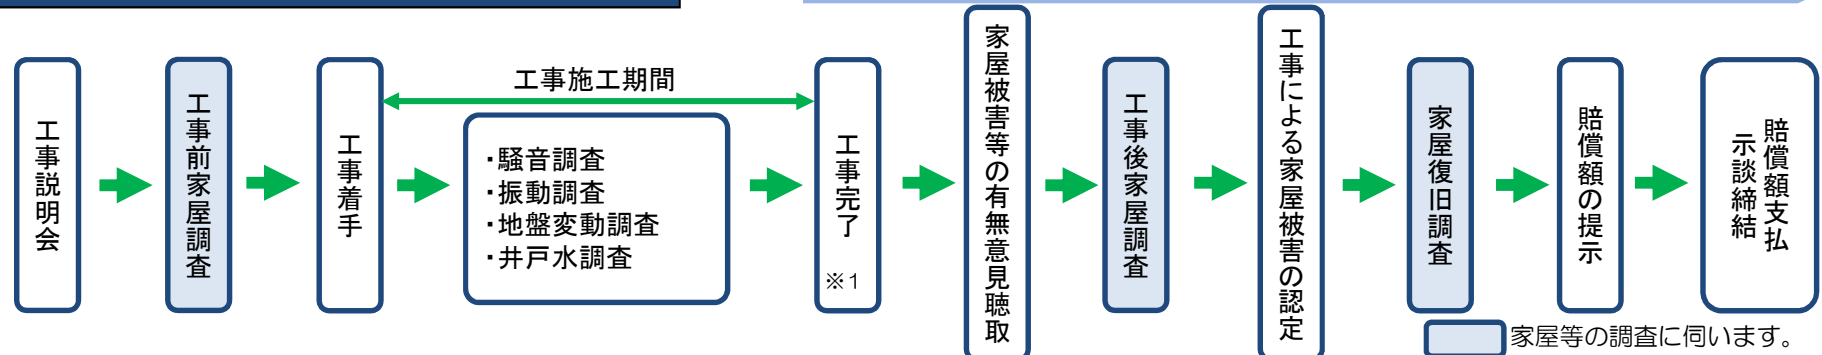 工事説明会
工事前家屋調査
工事着手
工事施工期間
・騒音調査
・振動調査
・地盤変動調査
・井戸水調査
工事完了
※1
家屋被害等の有無意見聴取
工事後家屋調査
工事による家屋被害の認定
家屋復旧調査
賠償額の提示
賠償額支払
示談締結
家屋等の調査に伺います。